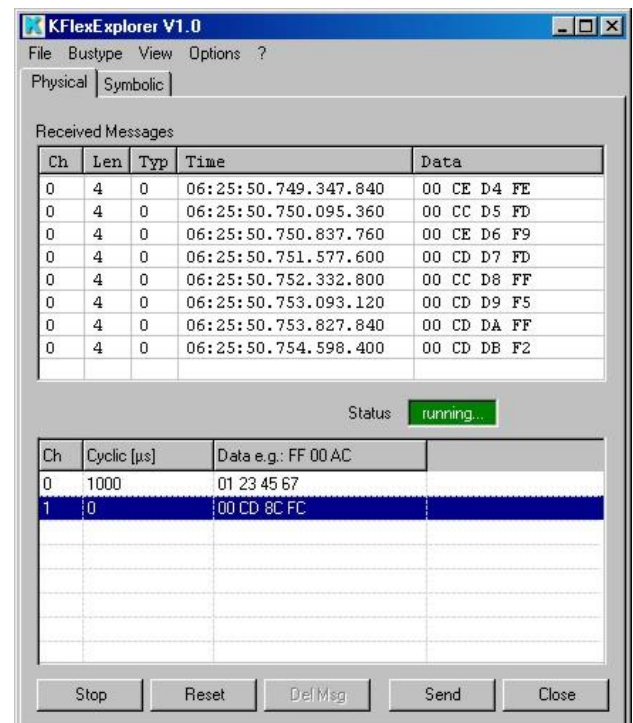 KFlexExplorer V1.0
File Bustype View Options ?
Physical Symbolic
Received Messages
Ch Len Typ Time Data
0 4 0 06:25:50.749.347.840 00 CE D4 FE
0 4 0 06:25:50.750.095.360 00 CC D5 FD
0 4 0 06:25:50.750.837.760 00 CE D6 F9
0 4 0 06:25:50.751.577.600 00 CD D7 FD
0 4 0 06:25:50.752.332.800 00 CC D8 FF
0 4 0 06:25:50.753.093.120 00 CD D9 F5
0 4 0 06:25:50.753.827.840 00 CD DA FF
0 4 0 06:25:50.754.598.400 00 CD DB F2
Status running...
Ch Cyclic [µs] Data e.g.: FF 00 AC
0 1000 01 23 45 67
1 0 00 CD 8C FC
Stop Reset Del Msg Send Close